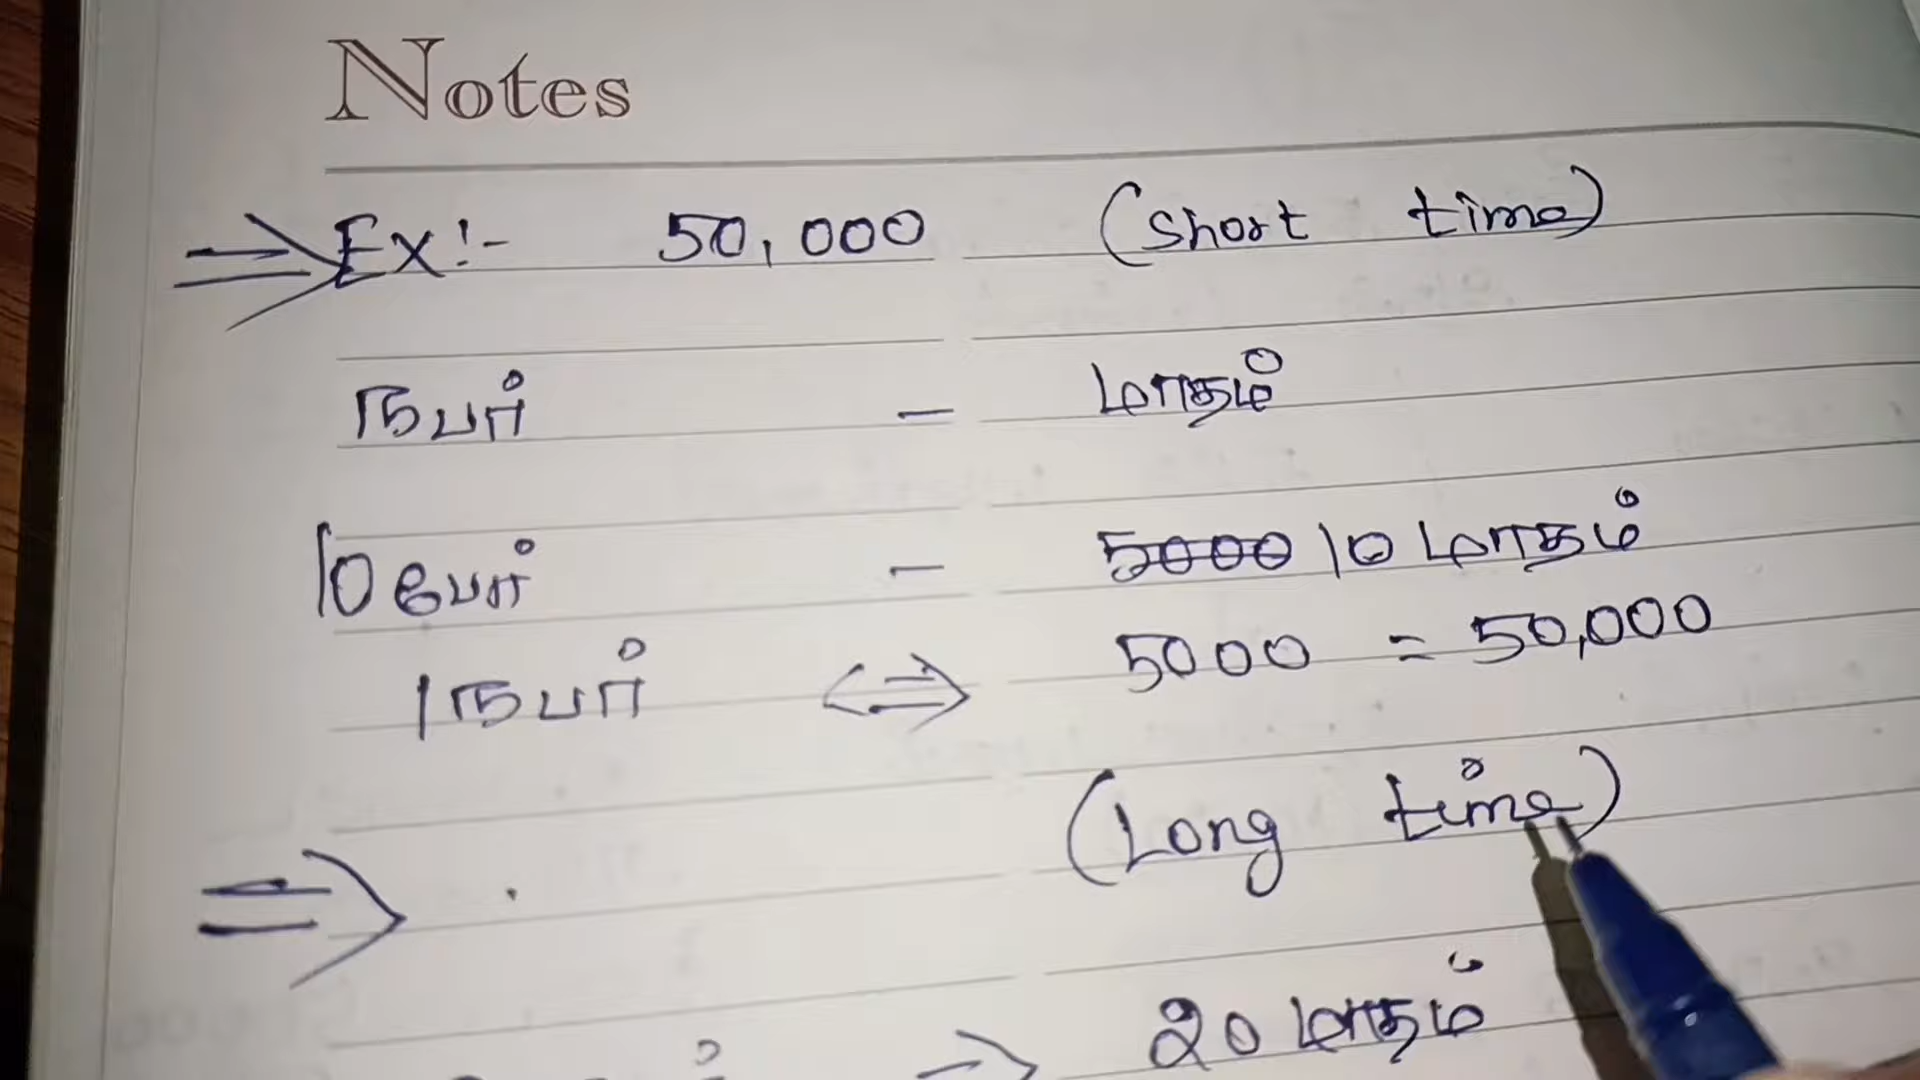 Notes
Ex:- 50,000 (Short time)
நபர் - மாதம்
10 பேர் - 5000 10 மாதம்
1 நபர் ⇔ 5000 = 50,000
(Long time)
⇒
→ 20 மாதம்